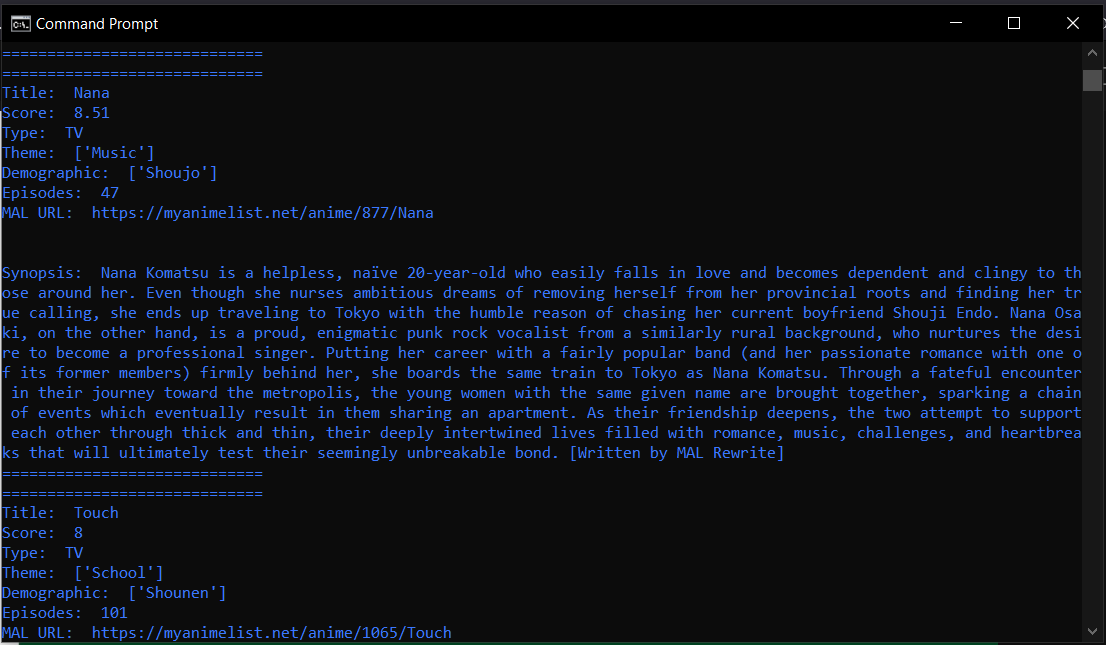 Command Prompt
=============================
=============================
Title:  Nana
Score:  8.51
Type:  TV
Theme:  ['Music']
Demographic:  ['Shoujo']
Episodes:  47
MAL URL:  https://myanimelist.net/anime/877/Nana
Synopsis:  Nana Komatsu is a helpless, naïve 20-year-old who easily falls in love and becomes dependent and clingy to th
ose around her. Even though she nurses ambitious dreams of removing herself from her provincial roots and finding her tr
ue calling, she ends up traveling to Tokyo with the humble reason of chasing her current boyfriend Shouji Endo. Nana Osa
ki, on the other hand, is a proud, enigmatic punk rock vocalist from a similarly rural background, who nurtures the desi
re to become a professional singer. Putting her career with a fairly popular band (and her passionate romance with one o
f its former members) firmly behind her, she boards the same train to Tokyo as Nana Komatsu. Through a fateful encounter
 in their journey toward the metropolis, the young women with the same given name are brought together, sparking a chain
 of events which eventually result in them sharing an apartment. As their friendship deepens, the two attempt to support
 each other through thick and thin, their deeply intertwined lives filled with romance, music, challenges, and heartbrea
ks that will ultimately test their seemingly unbreakable bond. [Written by MAL Rewrite]
=============================
=============================
Title:  Touch
Score:  8
Type:  TV
Theme:  ['School']
Demographic:  ['Shounen']
Episodes:  101
MAL URL:  https://myanimelist.net/anime/1065/Touch